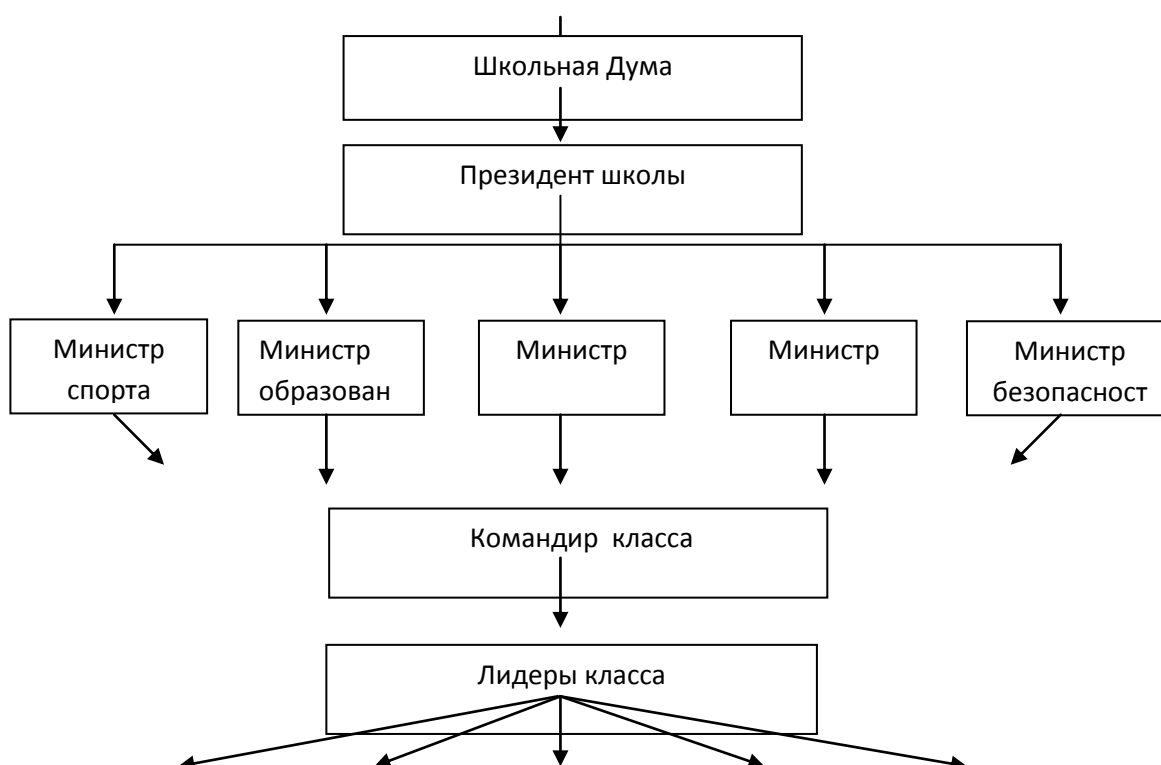 Школьная Дума
Президент школы
Министр
спорта
Министр
образован
Министр
Министр
Министр
безопасност
Командир класса
Лидеры класса